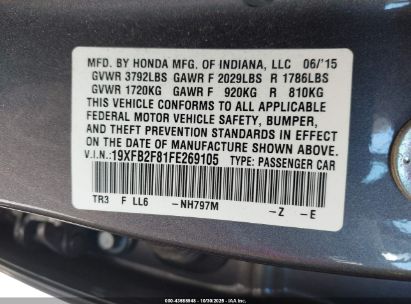 MFD. BY HONDA MFG. OF INDIANA, LLC 06/'15
GVWR 3792LBS GAWR F 2029LBS R 1786LBS
GVWR 1720KG GAWR F 920KG R 810KG
THIS VEHICLE CONFORMS TO ALL APPLICABLE
FEDERAL MOTOR VEHICLE SAFETY, BUMPER,
AND THEFT PREVENTION STANDARDS IN EFFECT
ON THE DATE OF MANUFACTURE SHOWN ABOVE.
V.I.N.: 19XFB2F81FE269105 TYPE: PASSENGER CAR
TR3 F LL6 -NH797M -Z -E